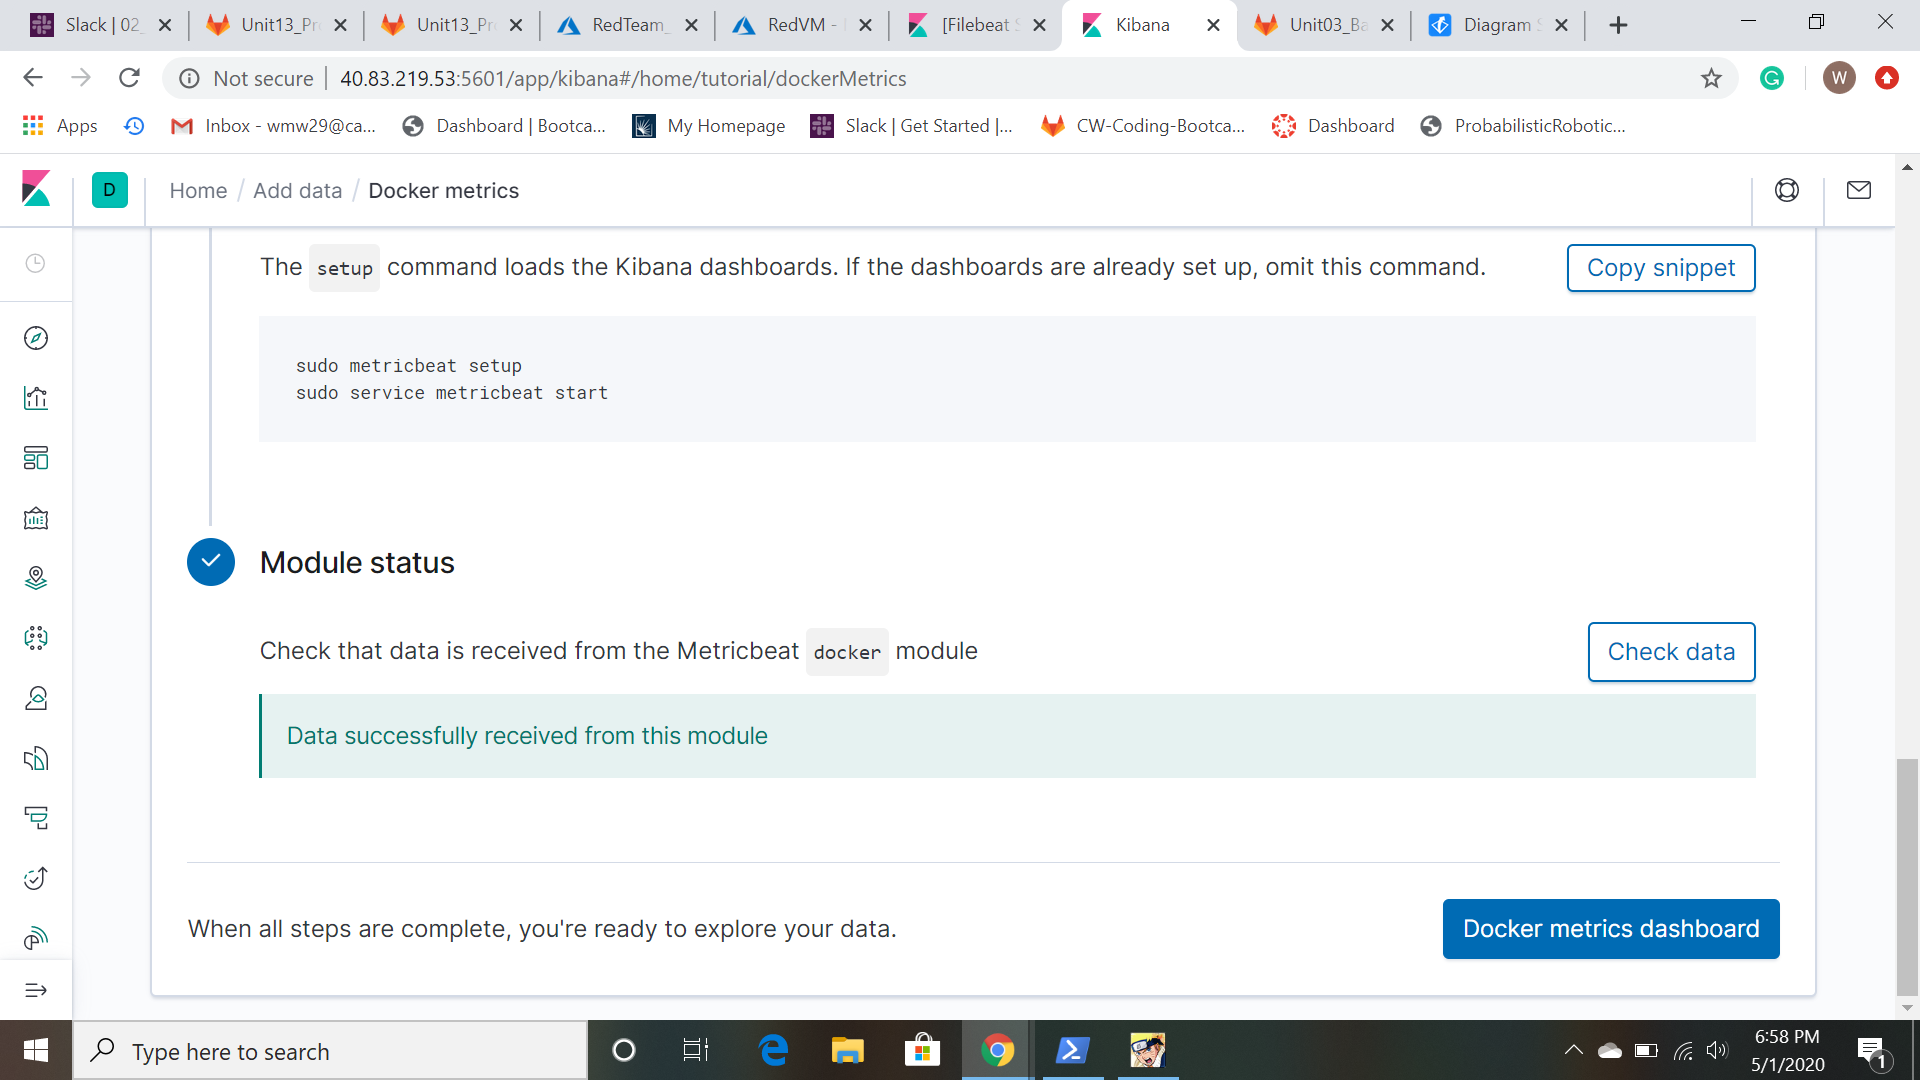 Slack | 02_
Unit13_Pr
Unit13_Pr
RedTeam_
RedVM -
[Filebeat S
Kibana
Unit03_Ba
Diagram S
Not secure
40.83.219.53:5601/app/kibana#/home/tutorial/dockerMetrics
G
W
Apps
Inbox - wmw29@ca...
Dashboard | Bootca...
My Homepage
Slack | Get Started |...
CW-Coding-Bootca...
Dashboard
ProbabilisticRobotic...
D
Home / Add data / Docker metrics
The setup command loads the Kibana dashboards. If the dashboards are already set up, omit this command.
Copy snippet
sudo metricbeat setup
sudo service metricbeat start
Module status
Check that data is received from the Metricbeat docker module
Check data
Data successfully received from this module
When all steps are complete, you're ready to explore your data.
Docker metrics dashboard
Type here to search
6:58 PM
5/1/2020
1